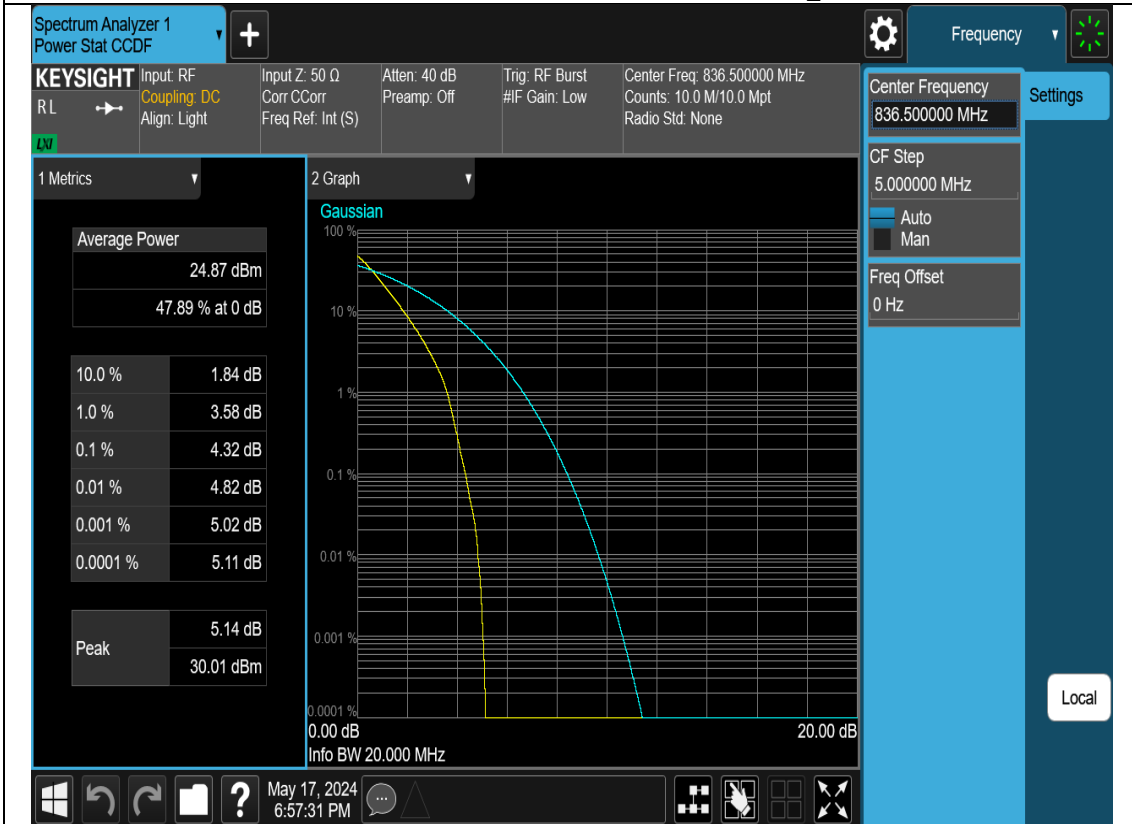 Spectrum Analyzer 1
Power Stat CCDF
Frequency
KEYSIGHT
RL
LXI
Input: RF
Coupling: DC
Align: Light
Input Z: 50 Ω
Corr CCorr
Freq Ref: Int (S)
Atten: 40 dB
Preamp: Off
Trig: RF Burst
#IF Gain: Low
Center Freq: 836.500000 MHz
Counts: 10.0 M/10.0 Mpt
Radio Std: None
Center Frequency
836.500000 MHz
Settings
CF Step
5.000000 MHz
Auto
Man
Freq Offset
0 Hz
Local
1 Metrics
Average Power
24.87 dBm
47.89 % at 0 dB
10.0 % 1.84 dB
1.0 % 3.58 dB
0.1 % 4.32 dB
0.01 % 4.82 dB
0.001 % 5.02 dB
0.0001 % 5.11 dB
Peak
5.14 dB
30.01 dBm
2 Graph
Gaussian
100 %
10 %
1 %
0.1 %
0.01 %
0.001 %
0.0001 %
0.00 dB 20.00 dB
Info BW 20.000 MHz
?
May 17, 2024
6:57:31 PM